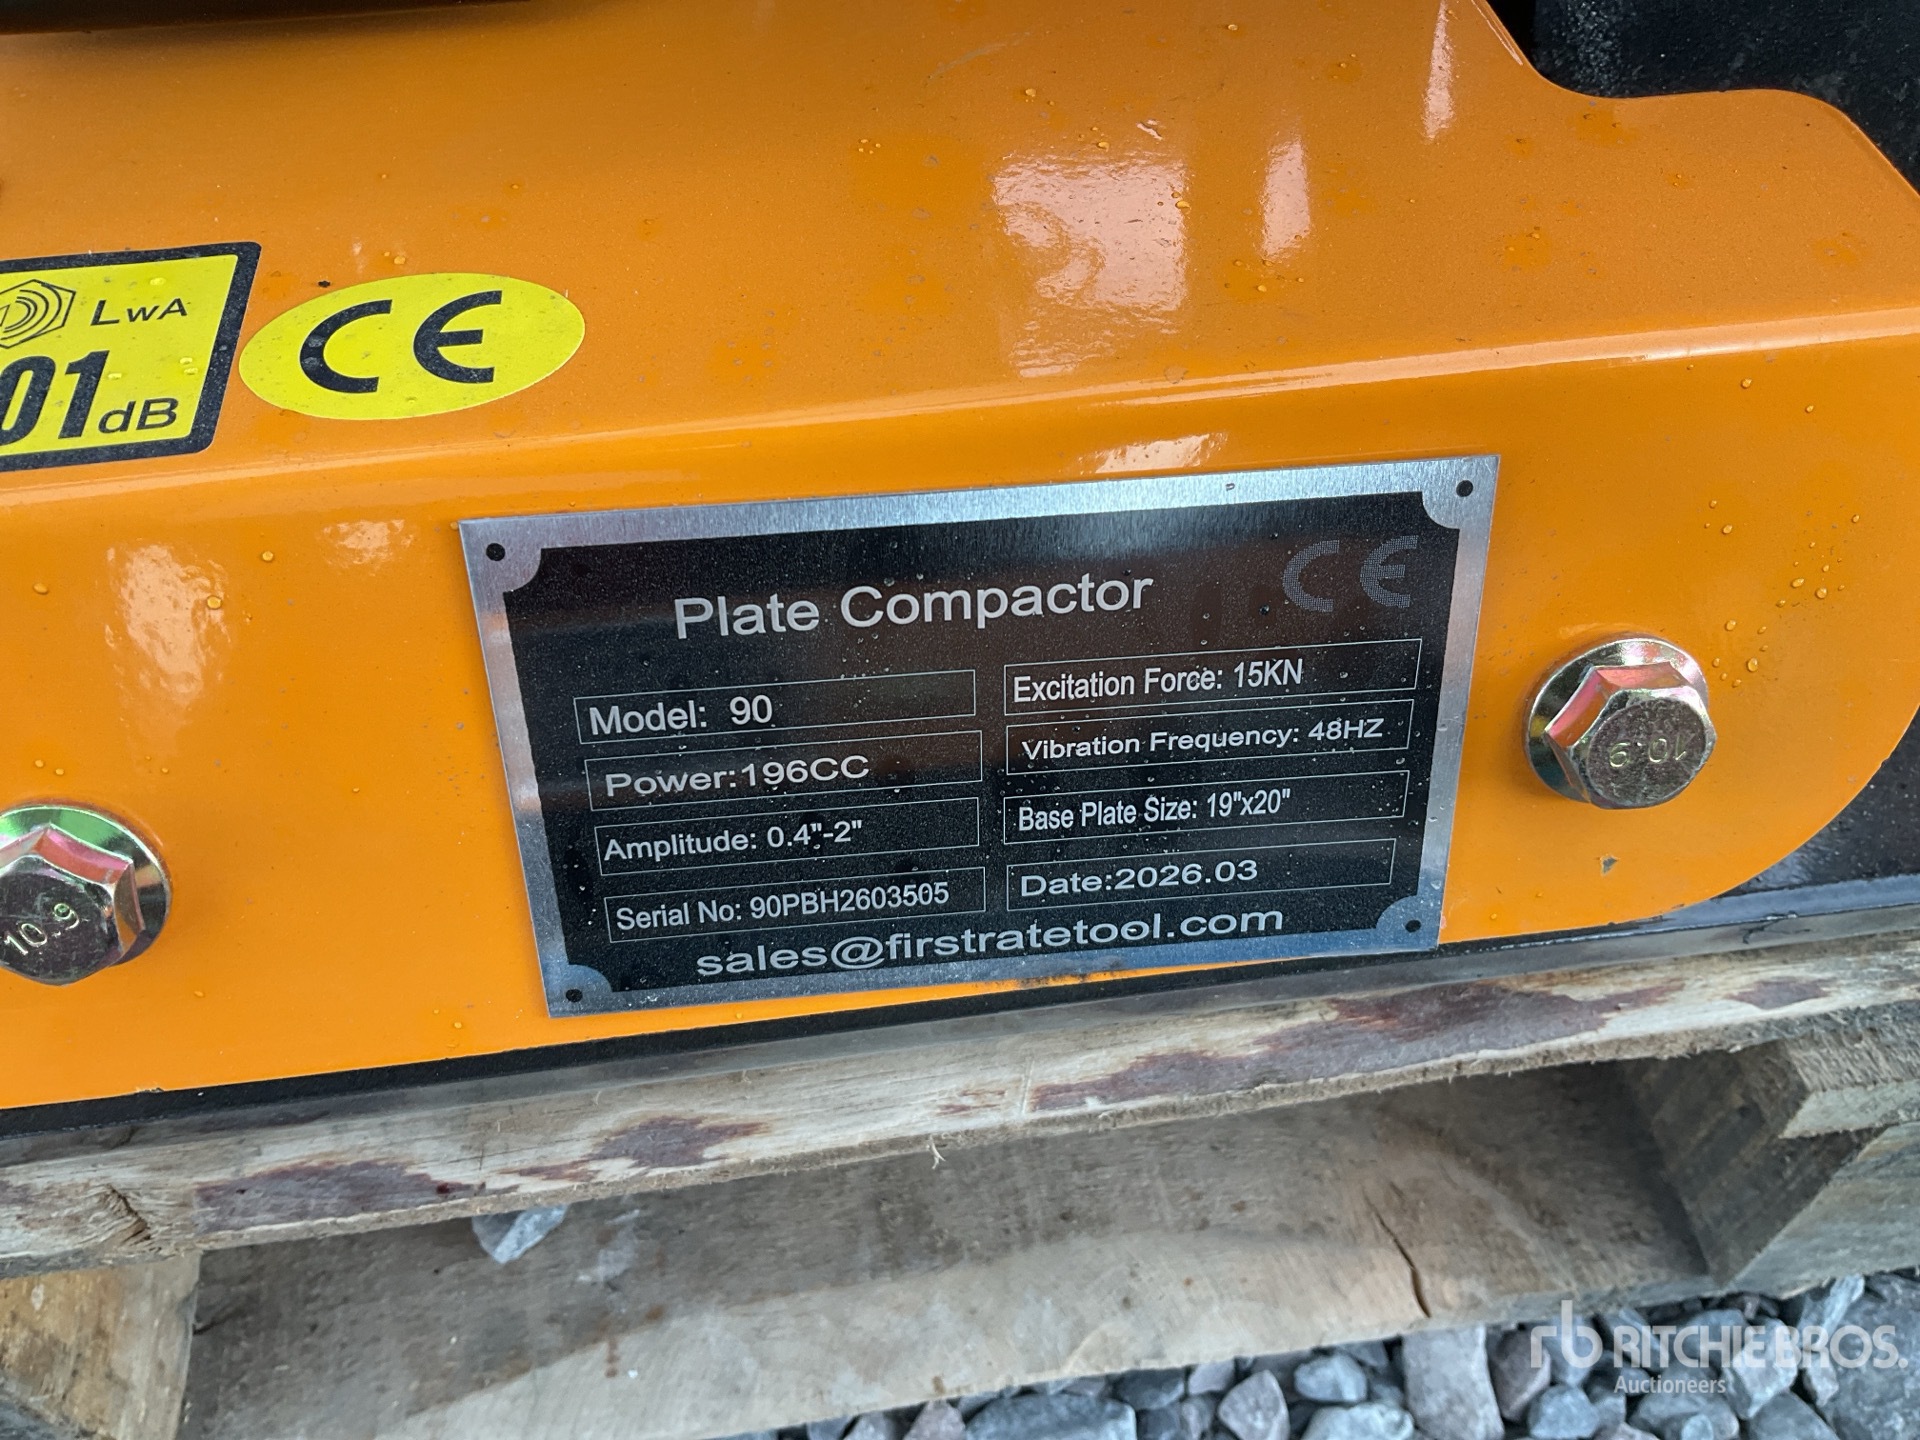 LwA
01dB
CE
CE
Plate Compactor
Model: 90
Excitation Force: 15KN
Power:196CC
Vibration Frequency: 48HZ
Amplitude: 0.4"-2"
Base Plate Size: 19"x20"
Serial No: 90PBH2603505
Date:2026.03
sales@firstratetool.com
10.9
10.9
rb RITCHIE BROS.
Auctioneers